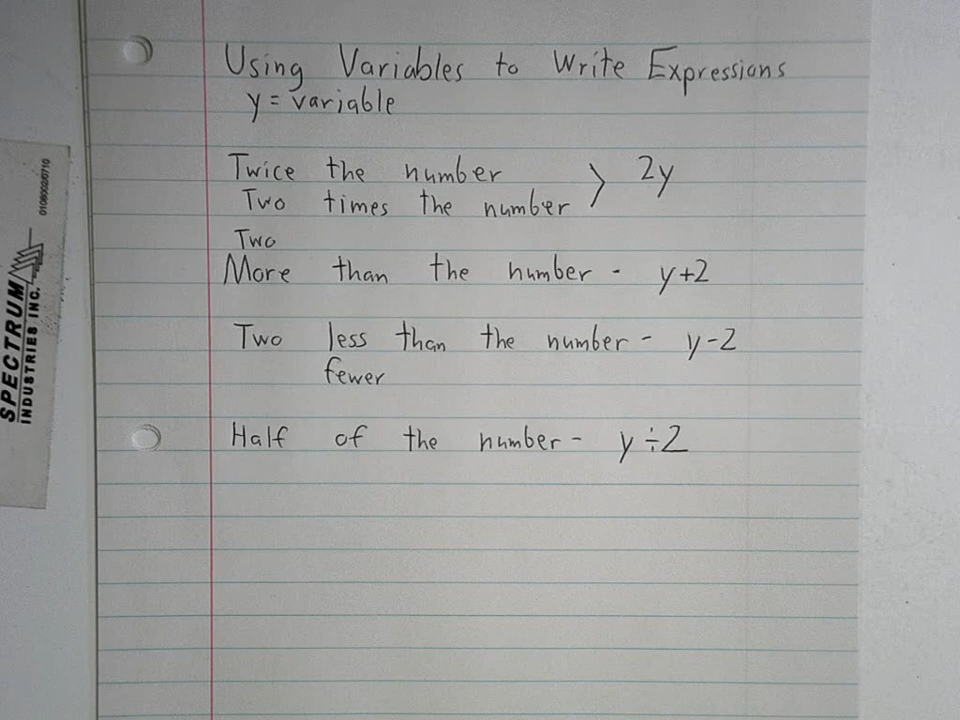 Using Variables to Write Expressions
y = variable
Twice the number
Two times the number > 2y
Two
More than the number - y+2
Two less than the number - y-2
fewer
Half of the number - y÷2
SPECTRUM
INDUSTRIES INC.